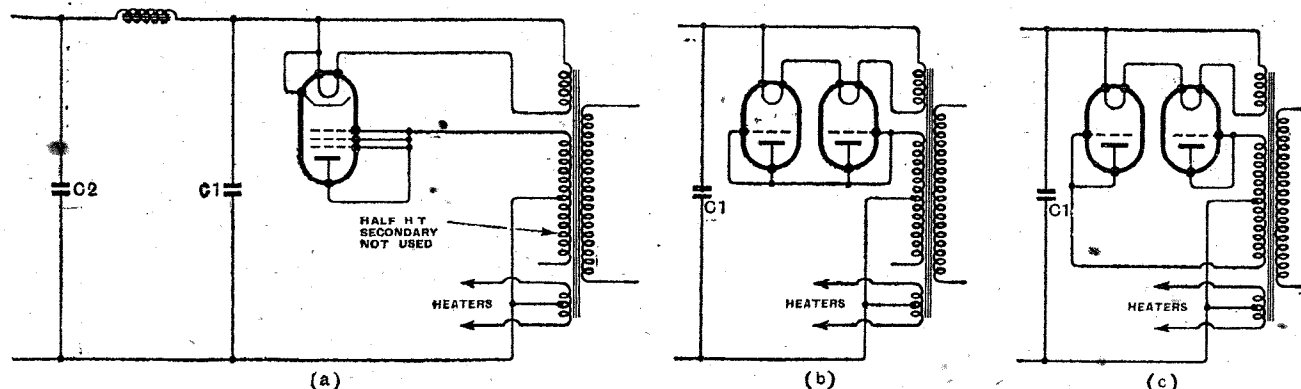 C2
C1
HALF H T
SECONDARY
NOT USED
HEATERS
(a)
C1
HEATERS
(b)
C1
HEATERS
(c)